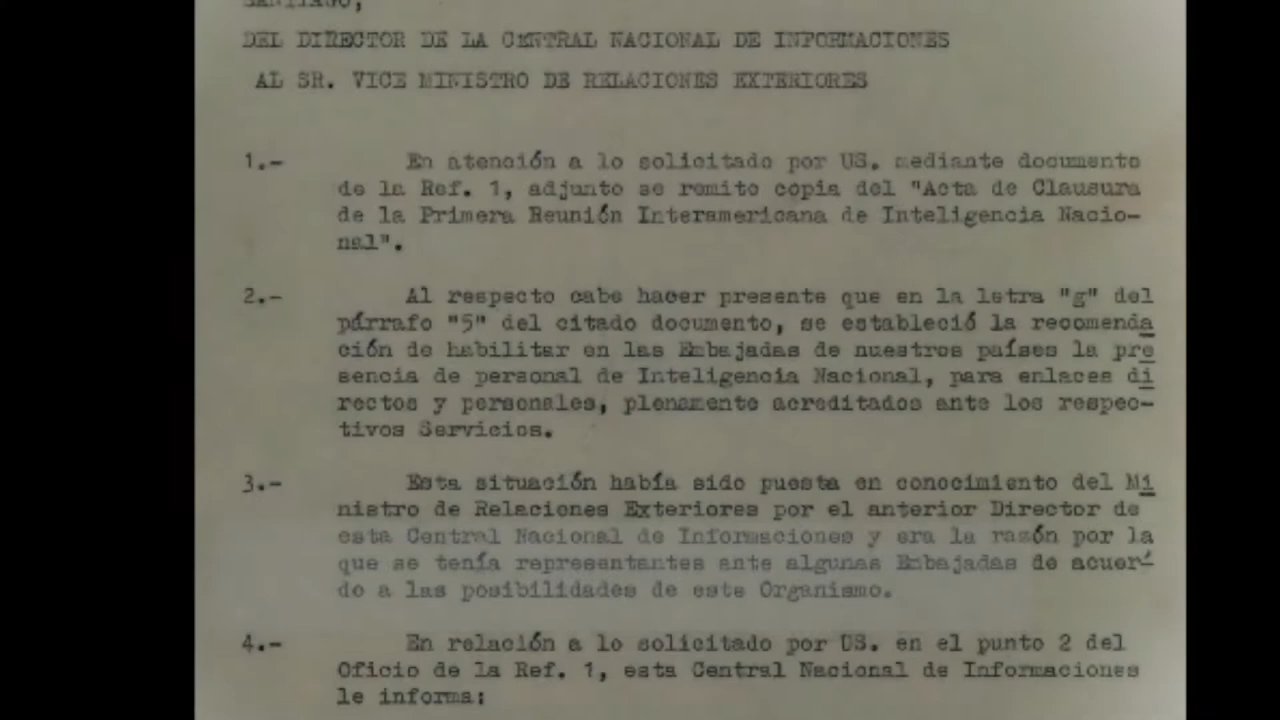 SANTIAGO,
DEL DIRECTOR DE LA CENTRAL NACIONAL DE INFORMACIONES
AL SR. VICE MINISTRO DE RELACIONES EXTERIORES
1.- En atención a lo solicitado por US. mediante documento
de la Ref. 1, adjunto se remite copia del "Acta de Clausura
de la Primera Reunión Interamericana de Inteligencia Nacio-
nal".
2.- Al respecto cabe hacer presente que en la letra "g" del
párrafo "5" del citado documento, se estableció la recomenda
ción de habilitar en las Embajadas de nuestros países la pre
sencia de personal de Inteligencia Nacional, para enlaces di
rectos y personales, plenamente acreditados ante los respec-
tivos Servicios.
3.- Esta situación había sido puesta en conocimiento del Mi
nistro de Relaciones Exteriores por el anterior Director de
esta Central Nacional de Informaciones y era la razón por la
que se tenía representantes ante algunas Embajadas de acuer-
do a las posibilidades de este Organismo.
4.- En relación a lo solicitado por US. en el punto 2 del
Oficio de la Ref. 1, esta Central Nacional de Informaciones
le informa: